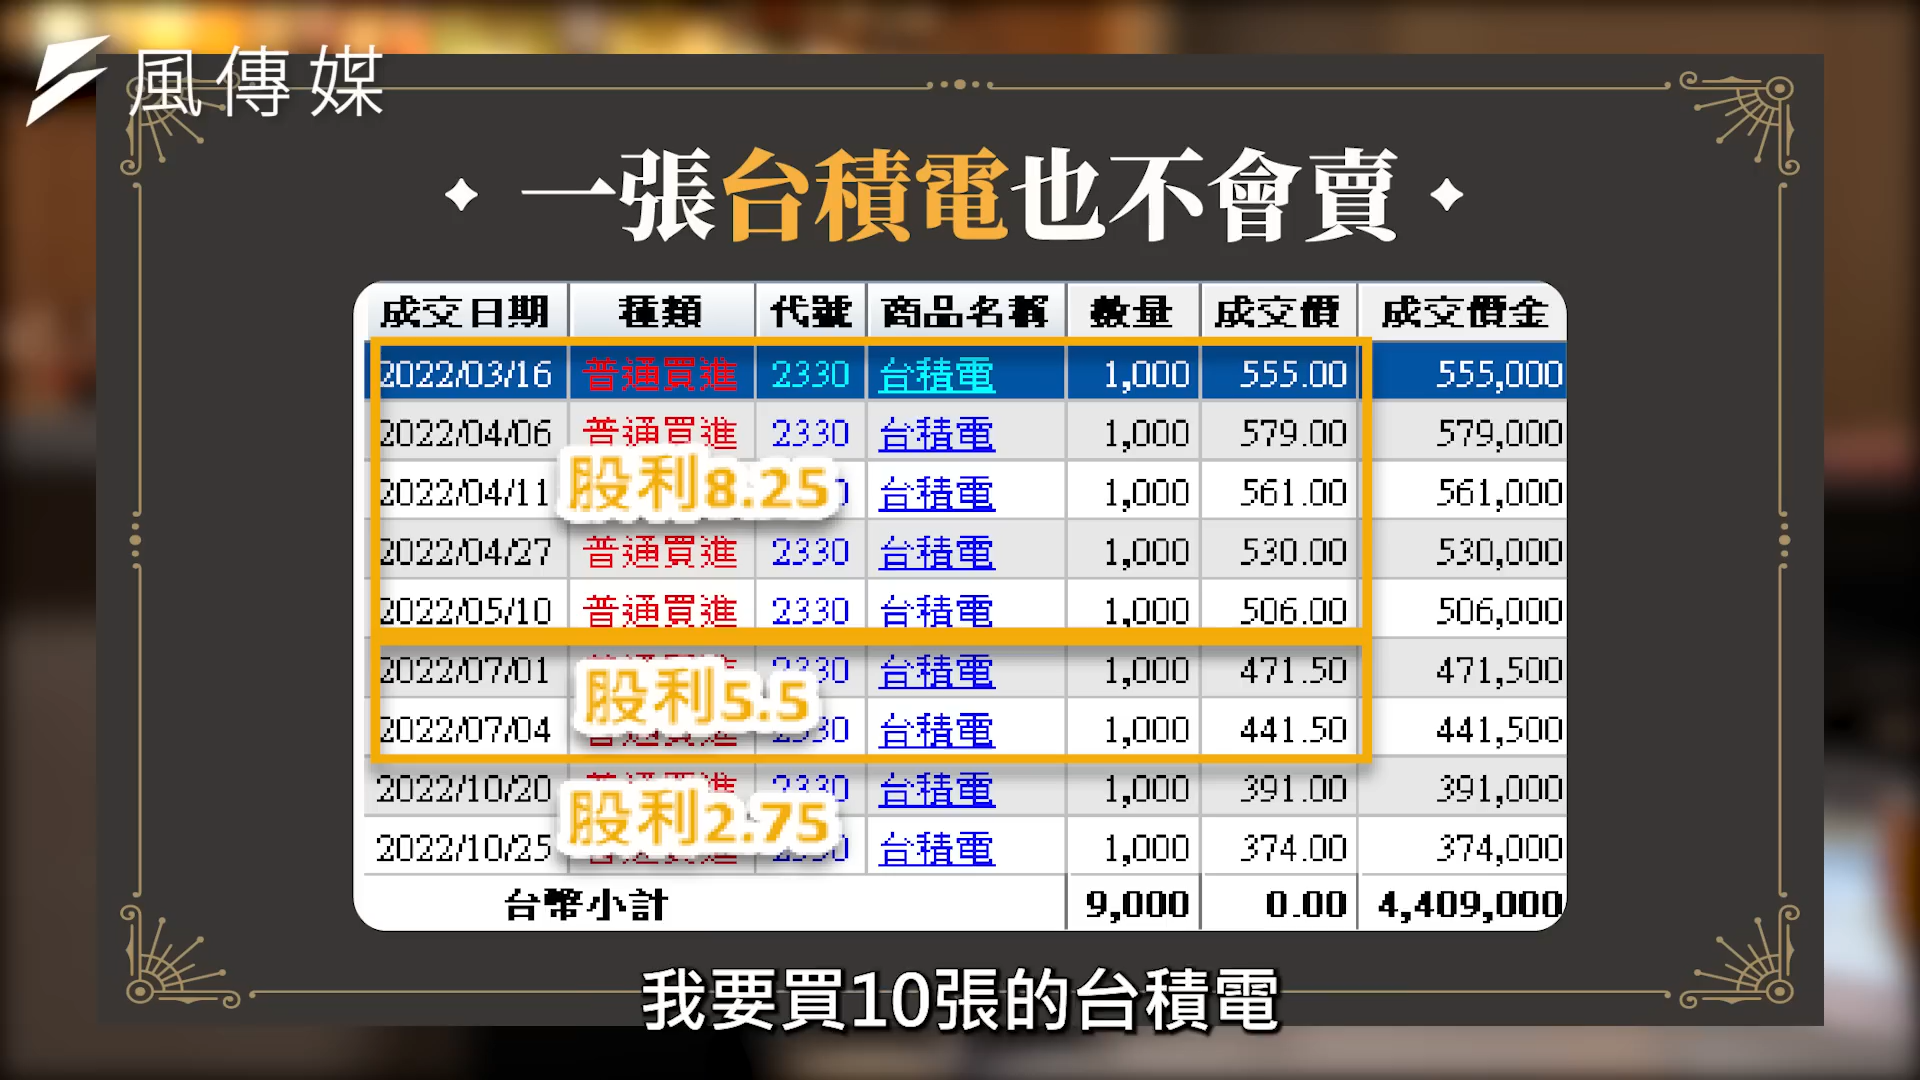 風傳媒
一張台積電也不會賣
成交日期 種類 代號 商品名稱 數量 成交價 成交價金
2022/03/16 普通買進 2330 台積電 1,000 555.00 555,000
2022/04/06 普通買進 2330 台積電 1,000 579.00 579,000
2022/04/11 股利8.25 台積電 1,000 561.00 561,000
2022/04/27 普通買進 2330 台積電 1,000 530.00 530,000
2022/05/10 普通買進 2330 台積電 1,000 506.00 506,000
2022/07/01 台積電 1,000 471.50 471,500
股利5.5
2022/07/04 台積電 1,000 441.50 441,500
2022/10/20 2330 台積電 1,000 391.00 391,000
股利2.75
2022/10/25 台積電 1,000 374.00 374,000
台幣小計 9,000 0.00 4,409,000
我要買10張的台積電